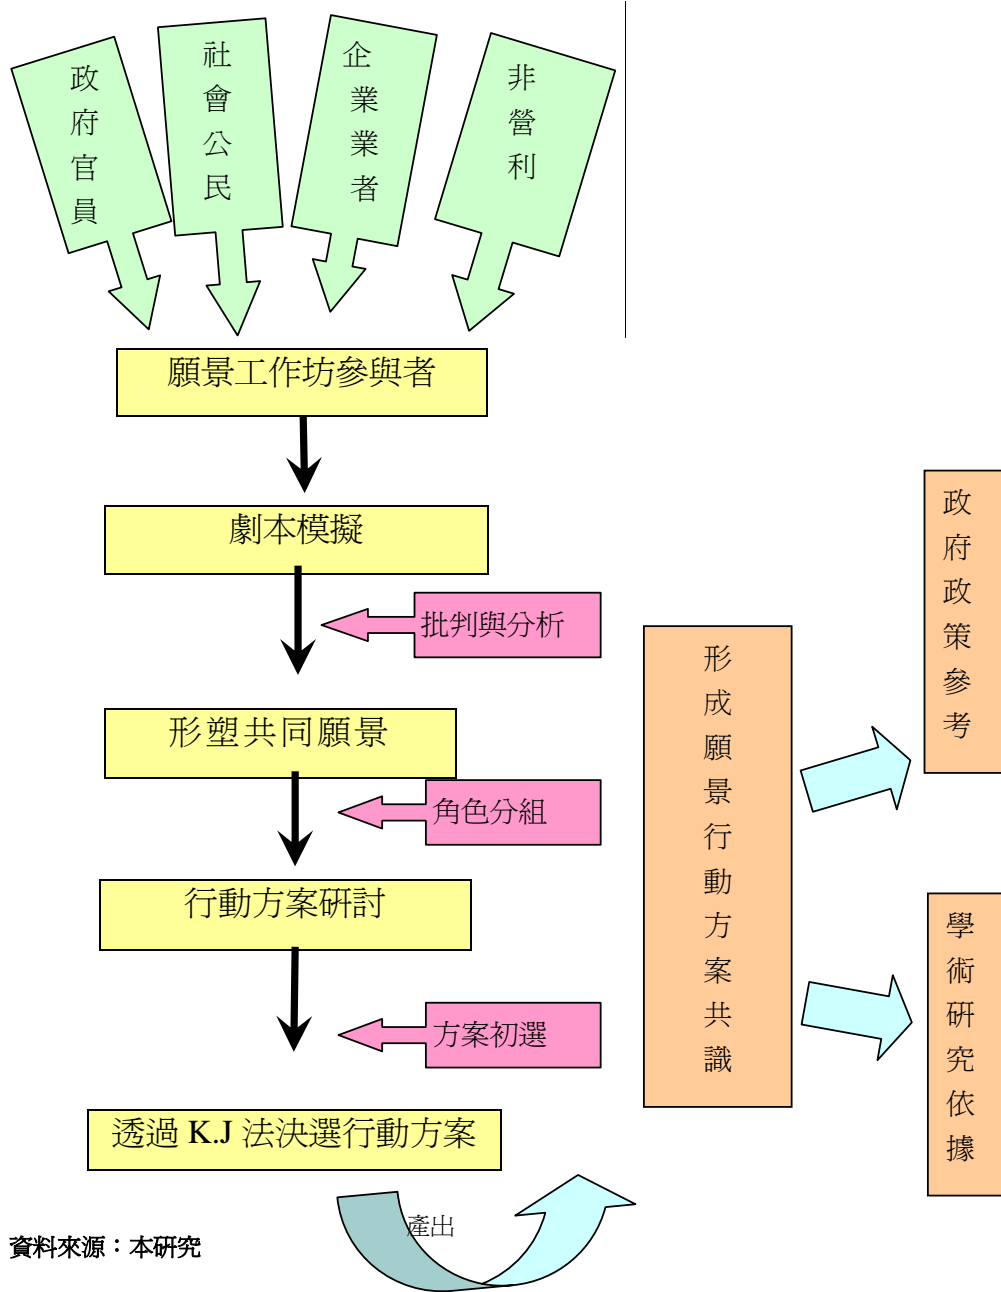 政府官員
社會公民
企業業者
非營利
願景工作坊參與者
劇本模擬
批判與分析
形塑共同願景
角色分組
行動方案研討
方案初選
透過 K.J 法決選行動方案
產出
形成願景行動方案共識
政府政策參考
學術研究依據
資料來源：本研究